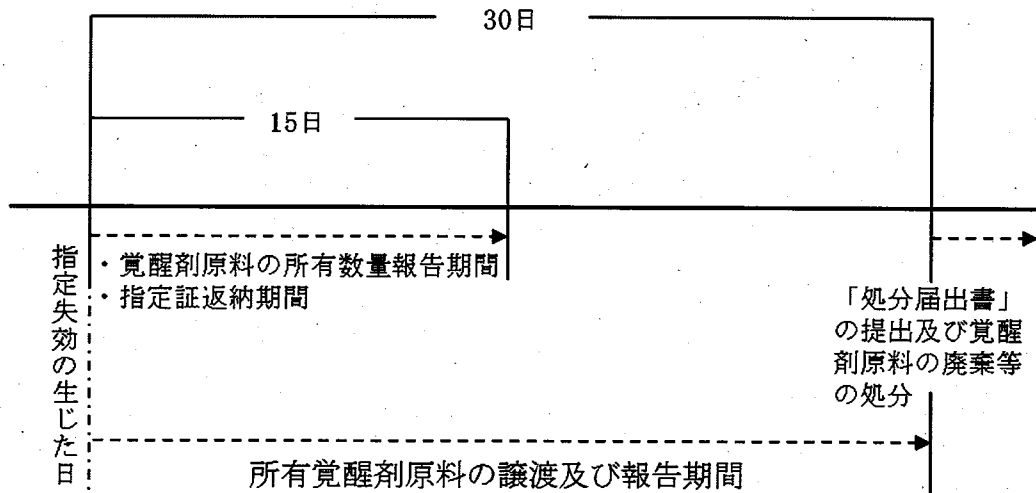 30日
15日
指定失効の生じた日
・覚醒剤原料の所有数量報告期間
・指定証返納期間
「処分届出書」
の提出及び覚醒
剤原料の廃棄等
の処分
所有覚醒剤原料の譲渡及び報告期間